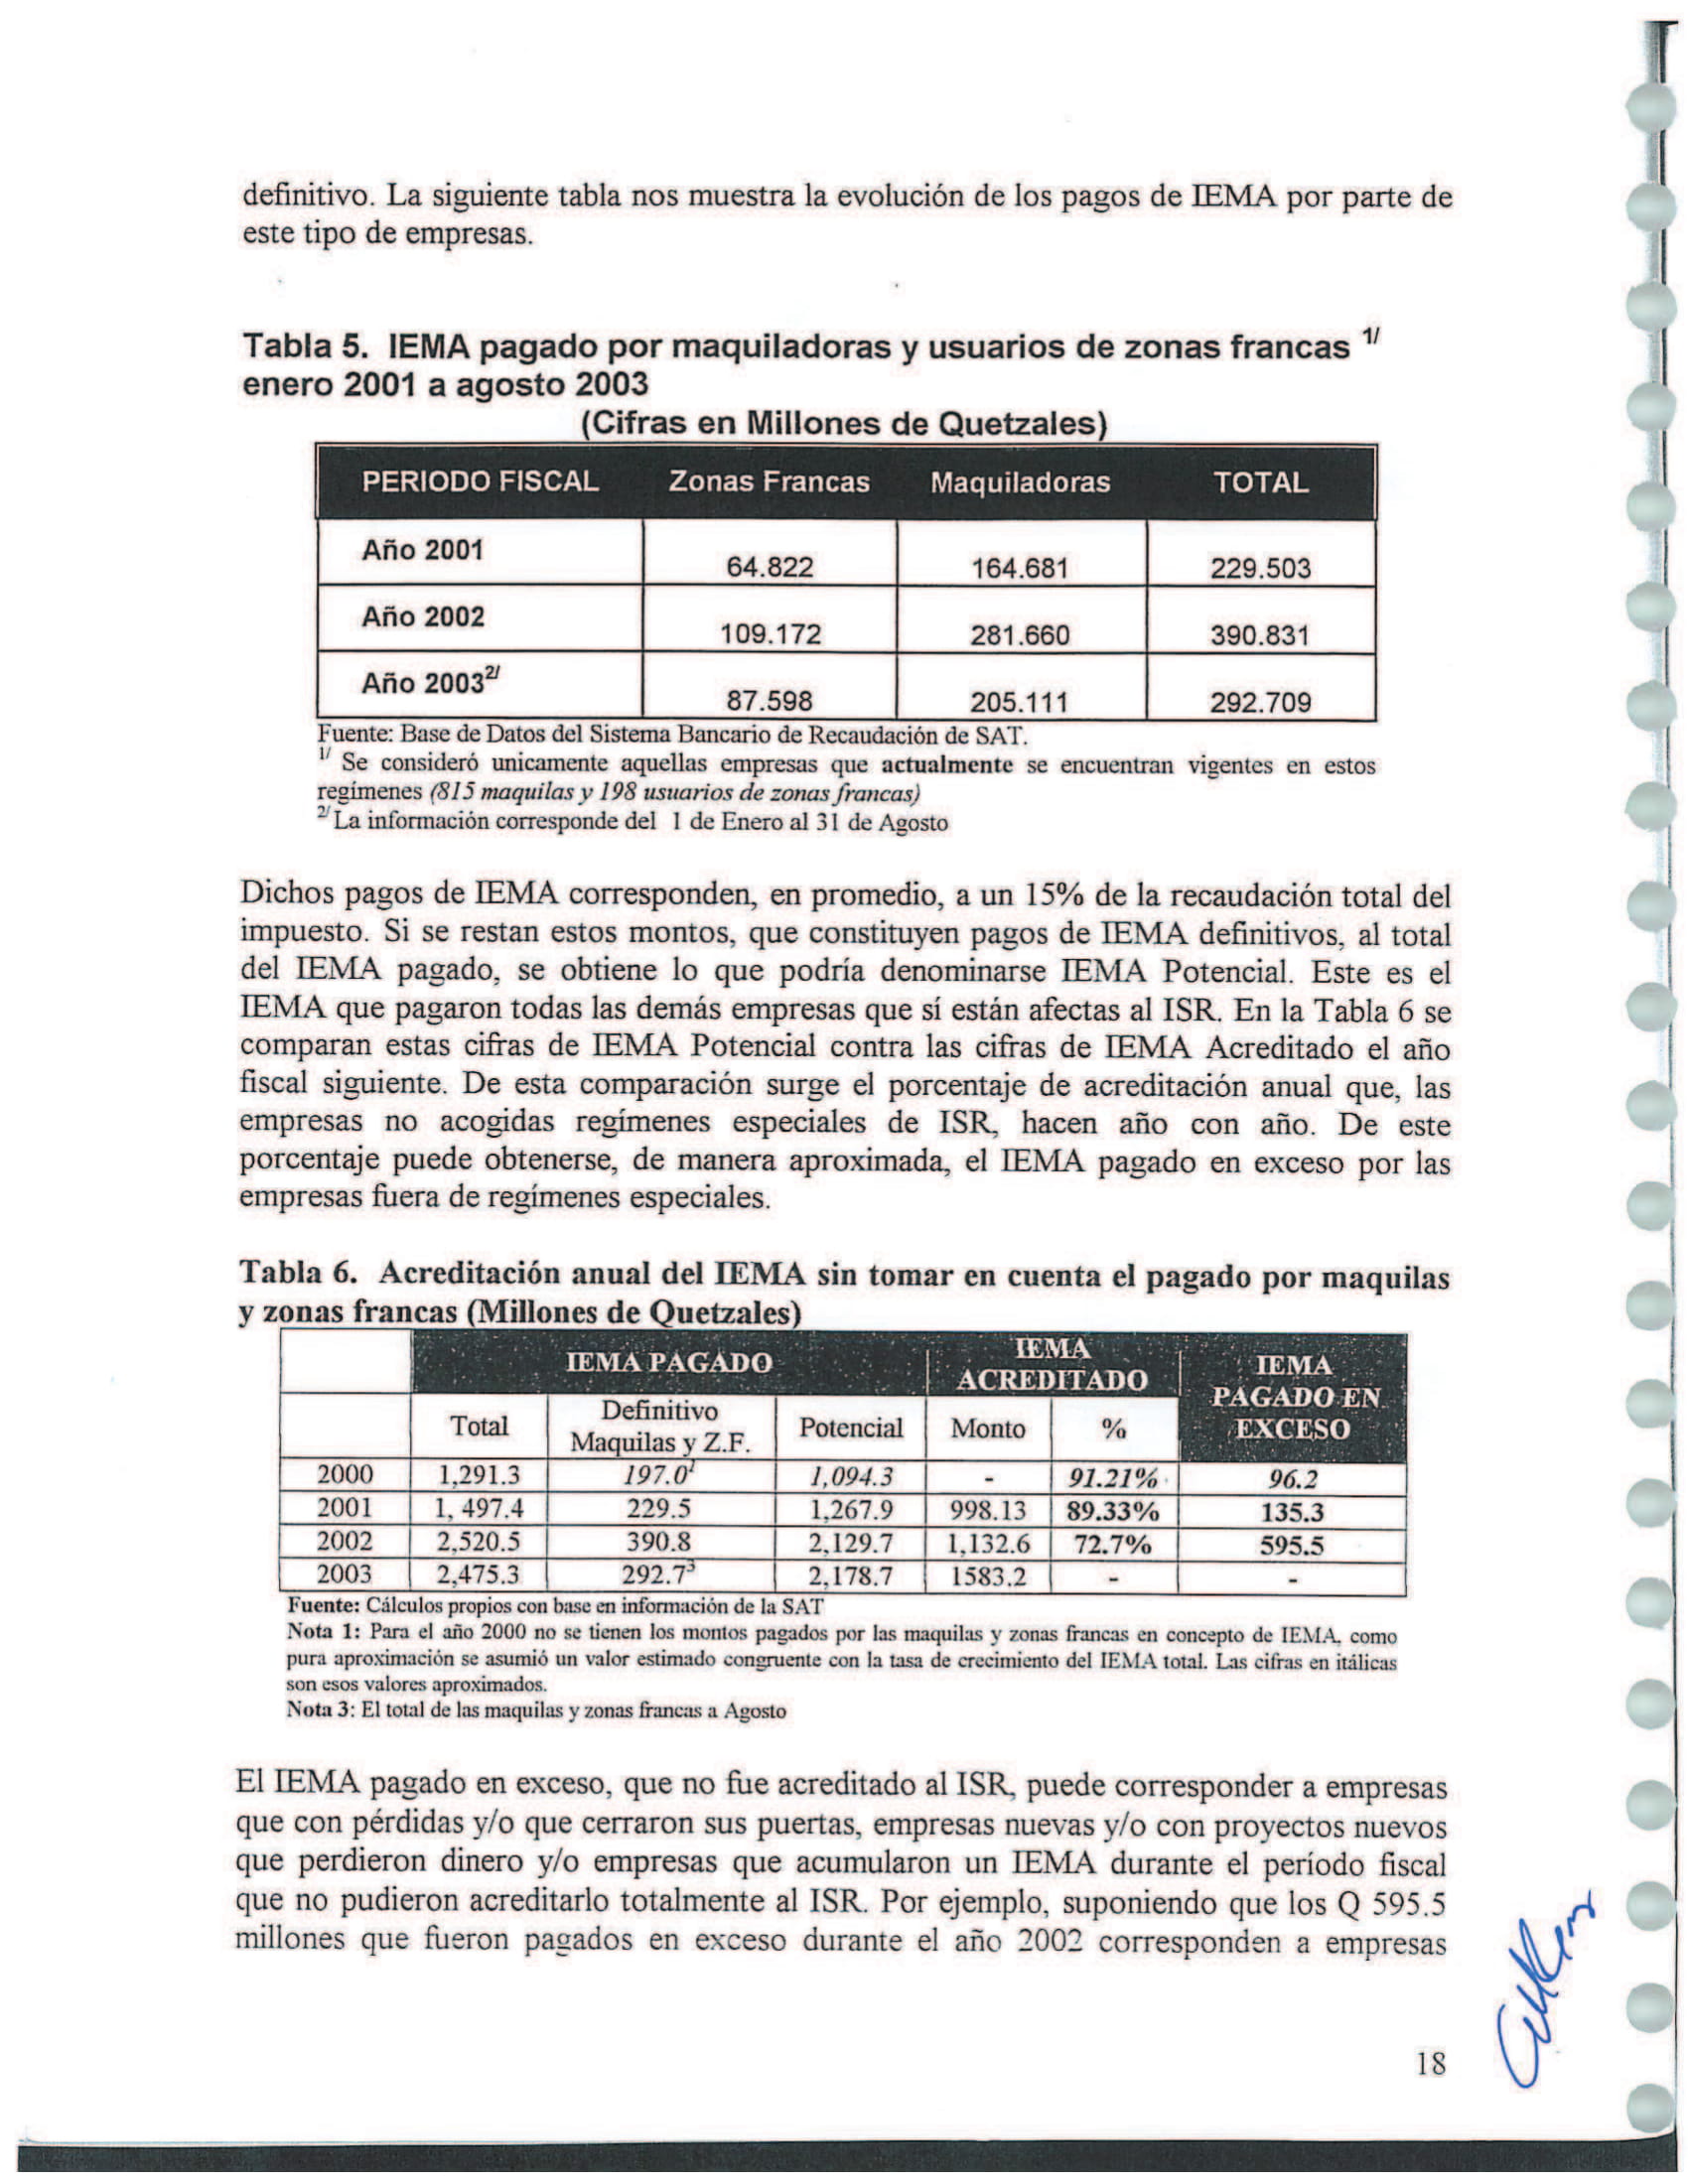 definitivo. La siguiente tabla nos muestra la evolución de los pagos de IEMA por parte de
este tipo de empresas.
Tabla 5. IEMA pagado por maquiladoras y usuarios de zonas francas 1/
enero 2001 a agosto 2003
(Cifras en Millones de Quetzales)
PERIODO FISCAL Zonas Francas Maquiladoras TOTAL
Año 2001 64.822 164.681 229.503
Año 2002 109.172 281.660 390.831
Año 2003 2/ 87.598 205.111 292.709
Fuente: Base de Datos del Sistema Bancario de Recaudación de SAT.
1/ Se consideró unicamente aquellas empresas que actualmente se encuentran vigentes en estos
regímenes (815 maquilas y 198 usuarios de zonas francas)
2/ La información corresponde del 1 de Enero al 31 de Agosto
Dichos pagos de IEMA corresponden, en promedio, a un 15% de la recaudación total del
impuesto. Si se restan estos montos, que constituyen pagos de IEMA definitivos, al total
del IEMA pagado, se obtiene lo que podría denominarse IEMA Potencial. Este es el
IEMA que pagaron todas las demás empresas que sí están afectas al ISR. En la Tabla 6 se
comparan estas cifras de IEMA Potencial contra las cifras de IEMA Acreditado el año
fiscal siguiente. De esta comparación surge el porcentaje de acreditación anual que, las
empresas no acogidas regímenes especiales de ISR, hacen año con año. De este
porcentaje puede obtenerse, de manera aproximada, el IEMA pagado en exceso por las
empresas fuera de regímenes especiales.
Tabla 6. Acreditación anual del IEMA sin tomar en cuenta el pagado por maquilas
y zonas francas (Millones de Quetzales)
IEMA PAGADO IEMA ACREDITADO IEMA PAGADO EN EXCESO
Total Definitivo Maquilas y Z.F. Potencial Monto %
2000 1,291.3 197.0¹ 1,094.3 - 91.21% 96.2
2001 1, 497.4 229.5 1,267.9 998.13 89.33% 135.3
2002 2,520.5 390.8 2,129.7 1,132.6 72.7% 595.5
2003 2,475.3 292.7³ 2,178.7 1583.2 - -
Fuente: Cálculos propios con base en información de la SAT
Nota 1: Para el año 2000 no se tienen los montos pagados por las maquilas y zonas francas en concepto de IEMA, como
pura aproximación se asumió un valor estimado congruente con la tasa de crecimiento del IEMA total. Las cifras en itálicas
son esos valores aproximados.
Nota 3: El total de las maquilas y zonas francas a Agosto
El IEMA pagado en exceso, que no fue acreditado al ISR, puede corresponder a empresas
que con pérdidas y/o que cerraron sus puertas, empresas nuevas y/o con proyectos nuevos
que perdieron dinero y/o empresas que acumularon un IEMA durante el período fiscal
que no pudieron acreditarlo totalmente al ISR. Por ejemplo, suponiendo que los Q 595.5
millones que fueron pagados en exceso durante el año 2002 corresponden a empresas
18